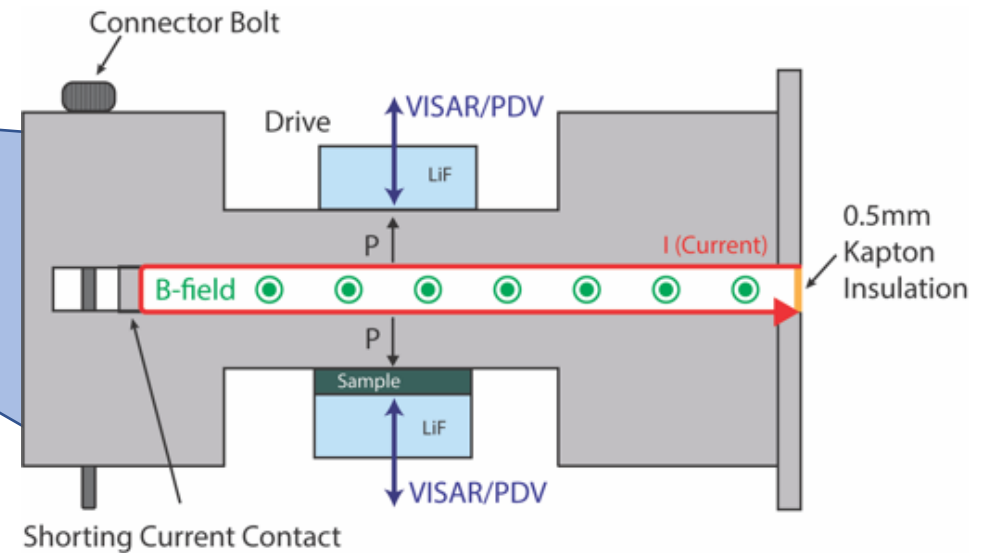 Connector Bolt
VISAR/PDV
Drive
LiF
P
I (Current)
0.5mm
Kapton
Insulation
B-field
P
Sample
LiF
VISAR/PDV
Shorting Current Contact